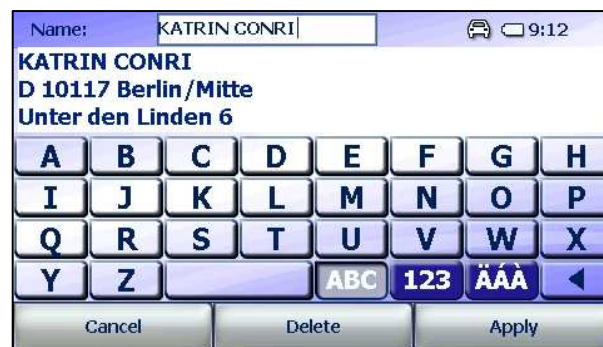 Name: KATRIN CONRI 9:12
KATRIN CONRI
D 10117 Berlin/Mitte
Unter den Linden 6
A B C D E F G H
I J K L M N O P
Q R S T U V W X
Y Z ABC 123 ÄÁÀ
Cancel Delete Apply